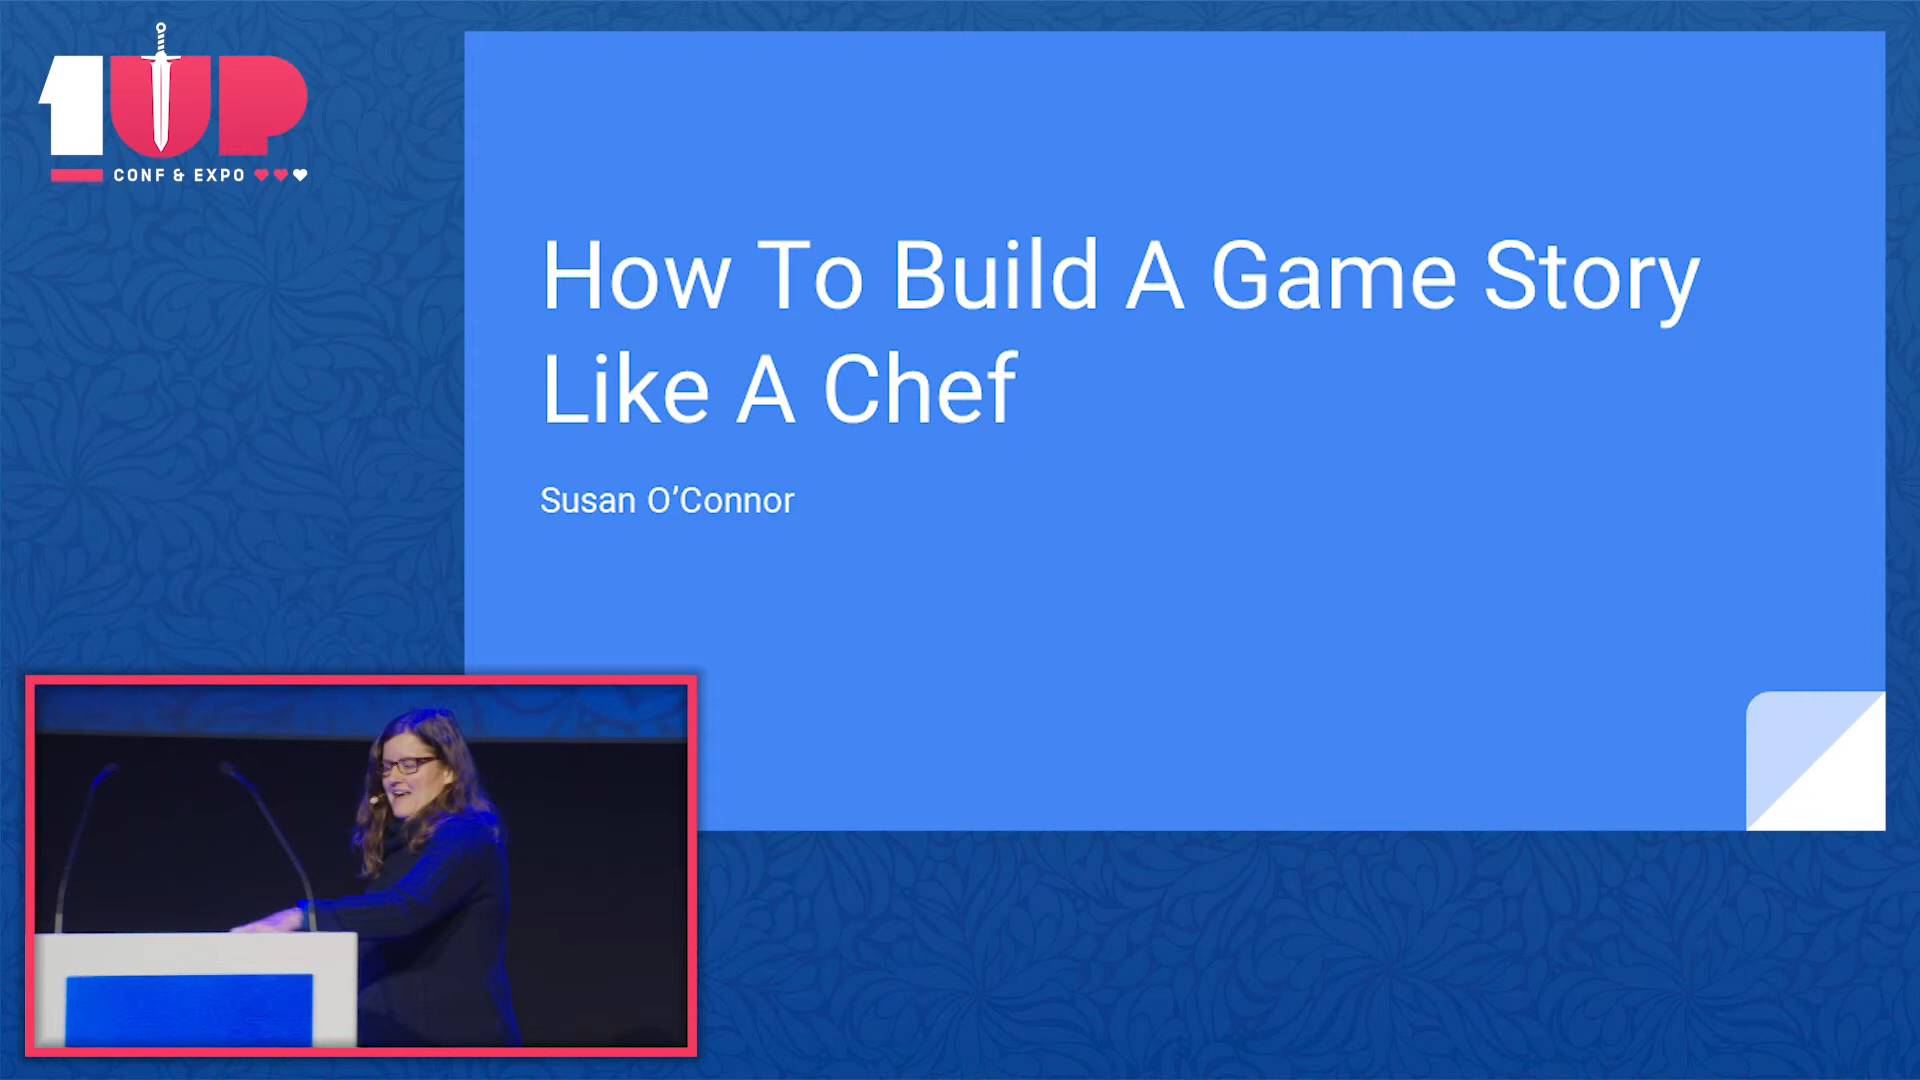 1UP
CONF & EXPO
How To Build A Game Story
Like A Chef
Susan O’Connor